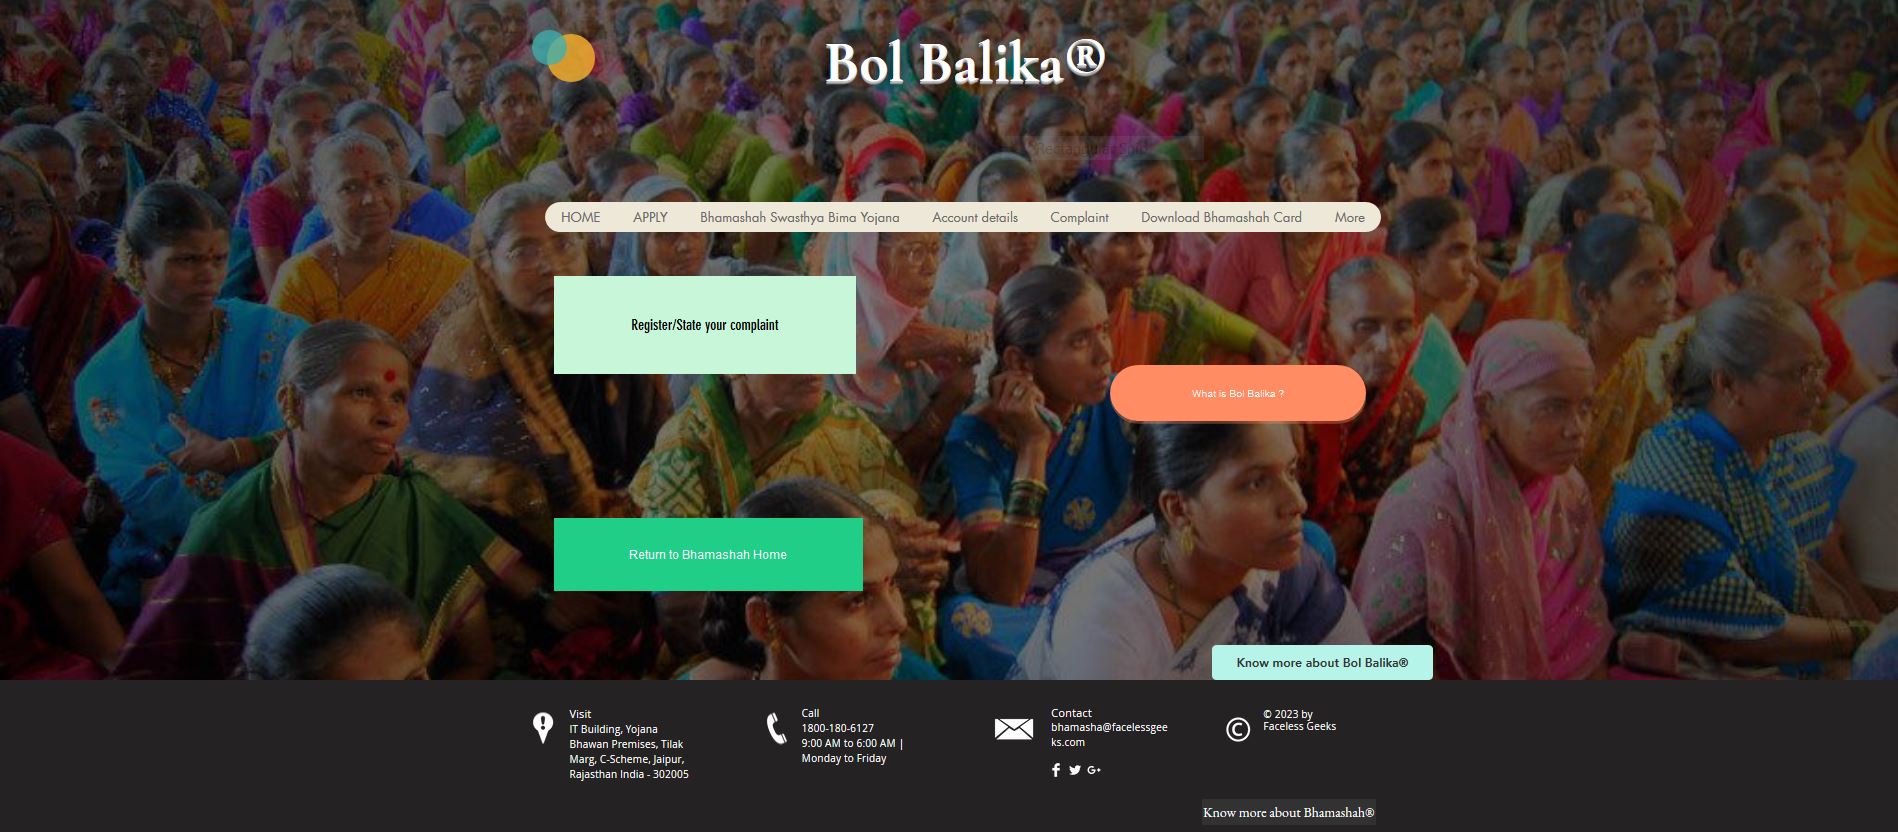 Bol Balika®
HOME
APPLY
Bhamashah Swasthya Bima Yojana
Account details
Complaint
Download Bhamashah Card
More
Register/State your complaint
What is Bol Balika ?
Return to Bhamashah Home
Know more about Bol Balika®
Visit
IT Building, Yojana
Bhawan Premises, Tilak
Marg, C-Scheme, Jaipur,
Rajasthan India - 302005
Call
1800-180-6127
9:00 AM to 6:00 AM |
Monday to Friday
Contact
bhamasha@facelessgee
ks.com
© 2023 by
Faceless Geeks
Know more about Bhamashah®